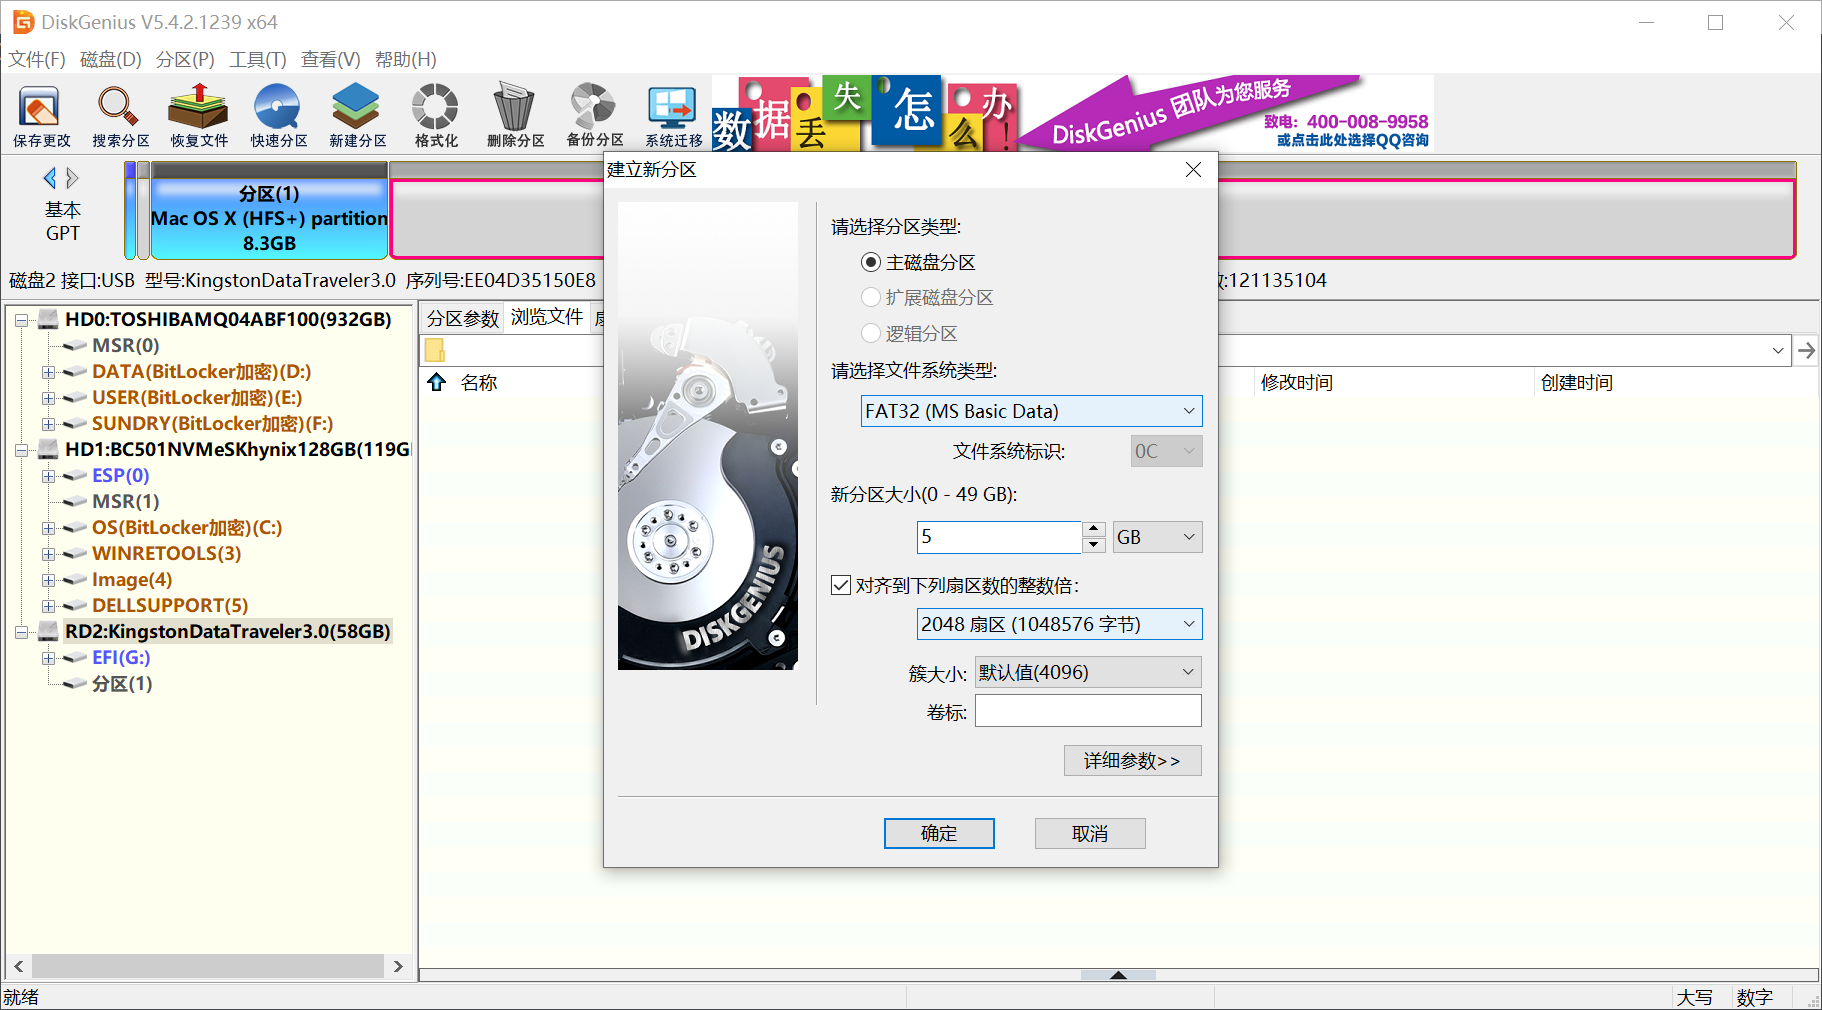 DiskGenius V5.4.2.1239 x64
文件(F) 磁盘(D) 分区(P) 工具(T) 查看(V) 帮助(H)
保存更改 搜索分区 恢复文件 快速分区 新建分区 格式化 删除分区 备份分区 系统迁移
数据丢失怎么办!
DiskGenius 团队为您服务
致电：400-008-9958
或点击此处选择QQ咨询
基本
GPT
分区(1)
Mac OS X (HFS+) partition
8.3GB
磁盘2 接口:USB 型号:KingstonDataTraveler3.0 序列号:EE04D35150E8
:121135104
HD0:TOSHIBAMQ04ABF100(932GB)
MSR(0)
DATA(BitLocker加密)(D:)
USER(BitLocker加密)(E:)
SUNDRY(BitLocker加密)(F:)
HD1:BC501NVMeSKhynix128GB(119G
ESP(0)
MSR(1)
OS(BitLocker加密)(C:)
WINRETOOLS(3)
Image(4)
DELLSUPPORT(5)
RD2:KingstonDataTraveler3.0(58GB)
EFI(G:)
分区(1)
分区参数 浏览文件
名称 修改时间 创建时间
建立新分区
DISKGENIUS
请选择分区类型:
主磁盘分区
扩展磁盘分区
逻辑分区
请选择文件系统类型:
FAT32 (MS Basic Data)
文件系统标识: 0C
新分区大小(0 - 49 GB):
5 GB
对齐到下列扇区数的整数倍:
2048 扇区 (1048576 字节)
簇大小: 默认值(4096)
卷标:
详细参数>>
确定 取消
就绪
大写 数字